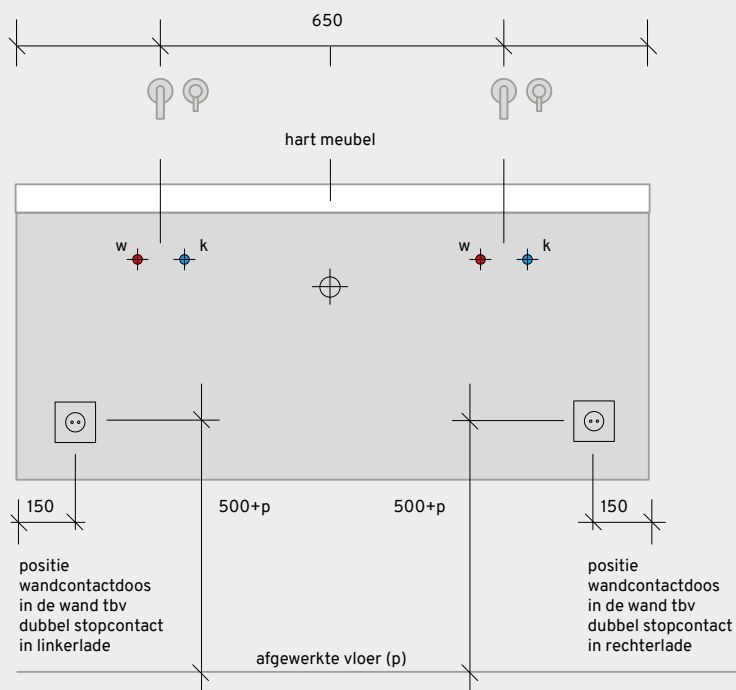 650
hart meubel
w k w k
150 500+p 500+p 150
positie
wandcontactdoos
in de wand tbv
dubbel stopcontact
in linkerlade
positie
wandcontactdoos
in de wand tbv
dubbel stopcontact
in rechterlade
afgewerkte vloer (p)